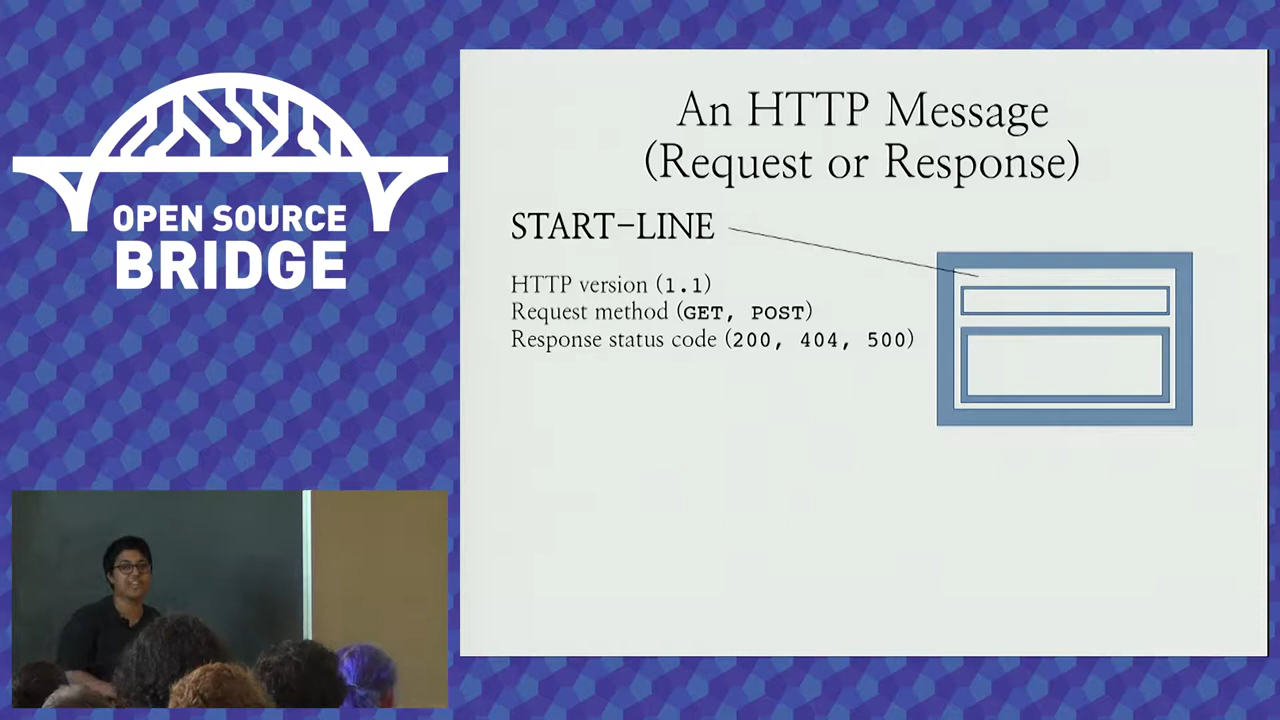 OPEN SOURCE
BRIDGE
An HTTP Message
(Request or Response)
START-LINE
HTTP version (1.1)
Request method (GET, POST)
Response status code (200, 404, 500)